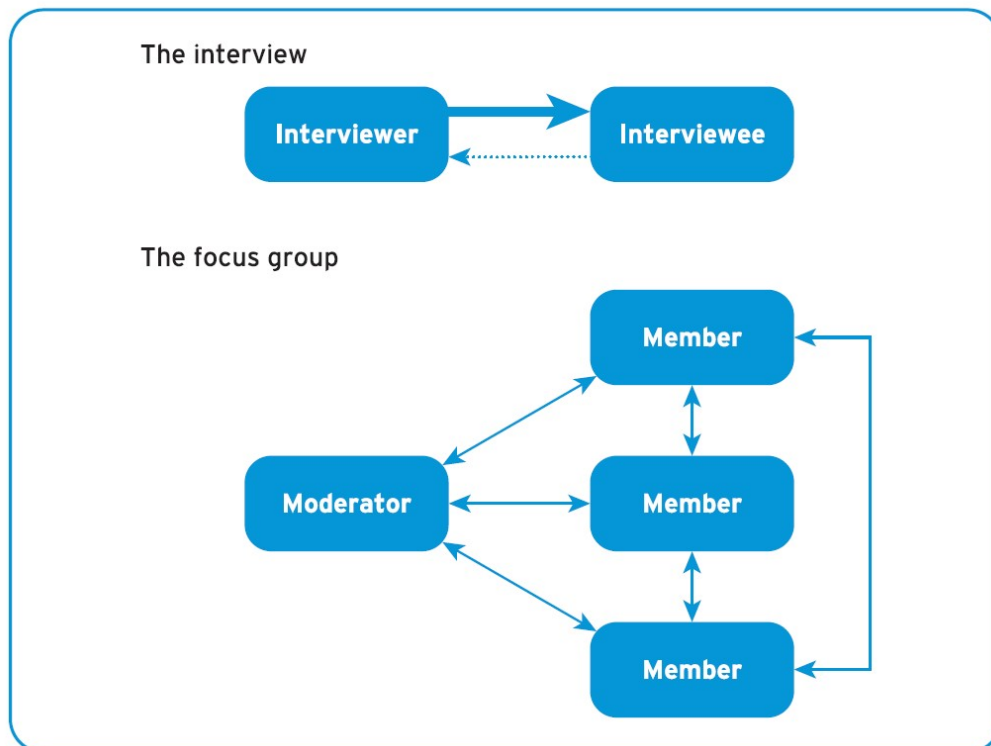 The interview
Interviewer
Interviewee
The focus group
Member
Moderator
Member
Member